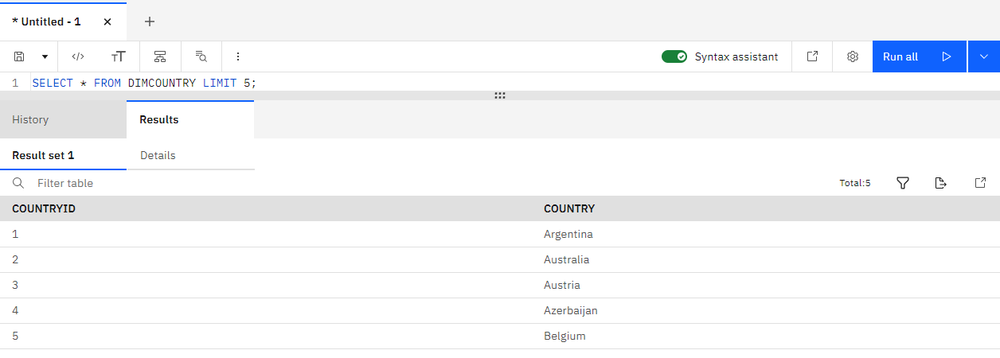 * Untitled - 1
Syntax assistant
Run all
1 SELECT * FROM DIMCOUNTRY LIMIT 5;
History Results
Result set 1 Details
Filter table Total:5
COUNTRYID COUNTRY
1 Argentina
2 Australia
3 Austria
4 Azerbaijan
5 Belgium